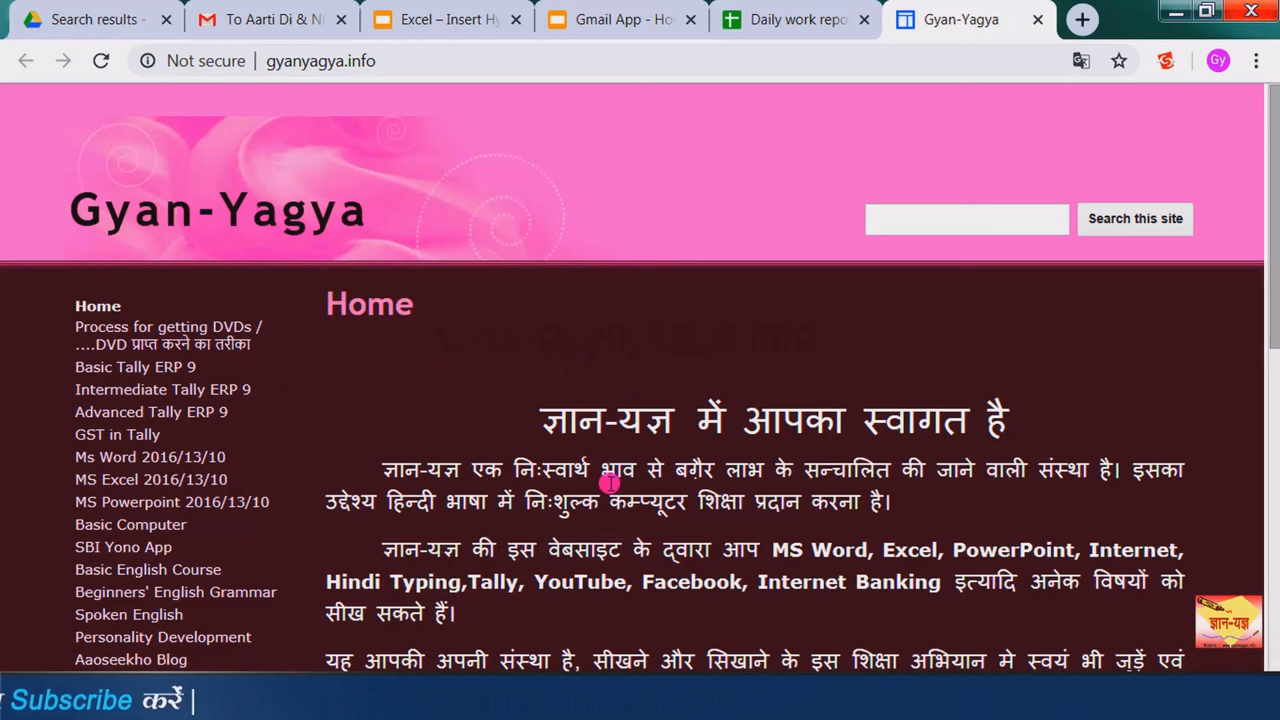 Search results -
To Aarti Di & Ni
Excel – Insert Hy
Gmail App - Ho
Daily work repo
Gyan-Yagya
Not secure
gyanyagya.info
Gy
Gyan-Yagya
Search this site
Home
Process for getting DVDs /
....DVD प्राप्त करने का तरीका
Basic Tally ERP 9
Intermediate Tally ERP 9
Advanced Tally ERP 9
GST in Tally
Ms Word 2016/13/10
MS Excel 2016/13/10
MS Powerpoint 2016/13/10
Basic Computer
SBI Yono App
Basic English Course
Beginners' English Grammar
Spoken English
Personality Development
Aaoseekho Blog
Home
ज्ञान-यज्ञ में आपका स्वागत है
ज्ञान-यज्ञ एक निःस्वार्थ भाव से बग़ैर लाभ के सन्चालित की जाने वाली संस्था है। इसका
उद्देश्य हिन्दी भाषा में निःशुल्क कम्प्यूटर शिक्षा प्रदान करना है।
ज्ञान-यज्ञ की इस वेबसाइट के द्वारा आप MS Word, Excel, PowerPoint, Internet,
Hindi Typing,Tally, YouTube, Facebook, Internet Banking इत्यादि अनेक विषयों को
सीख सकते हैं।
यह आपकी अपनी संस्था है, सीखने और सिखाने के इस शिक्षा अभियान मे स्वयं भी जुड़ें एवं
ज्ञान-यज्ञ
Subscribe करें |